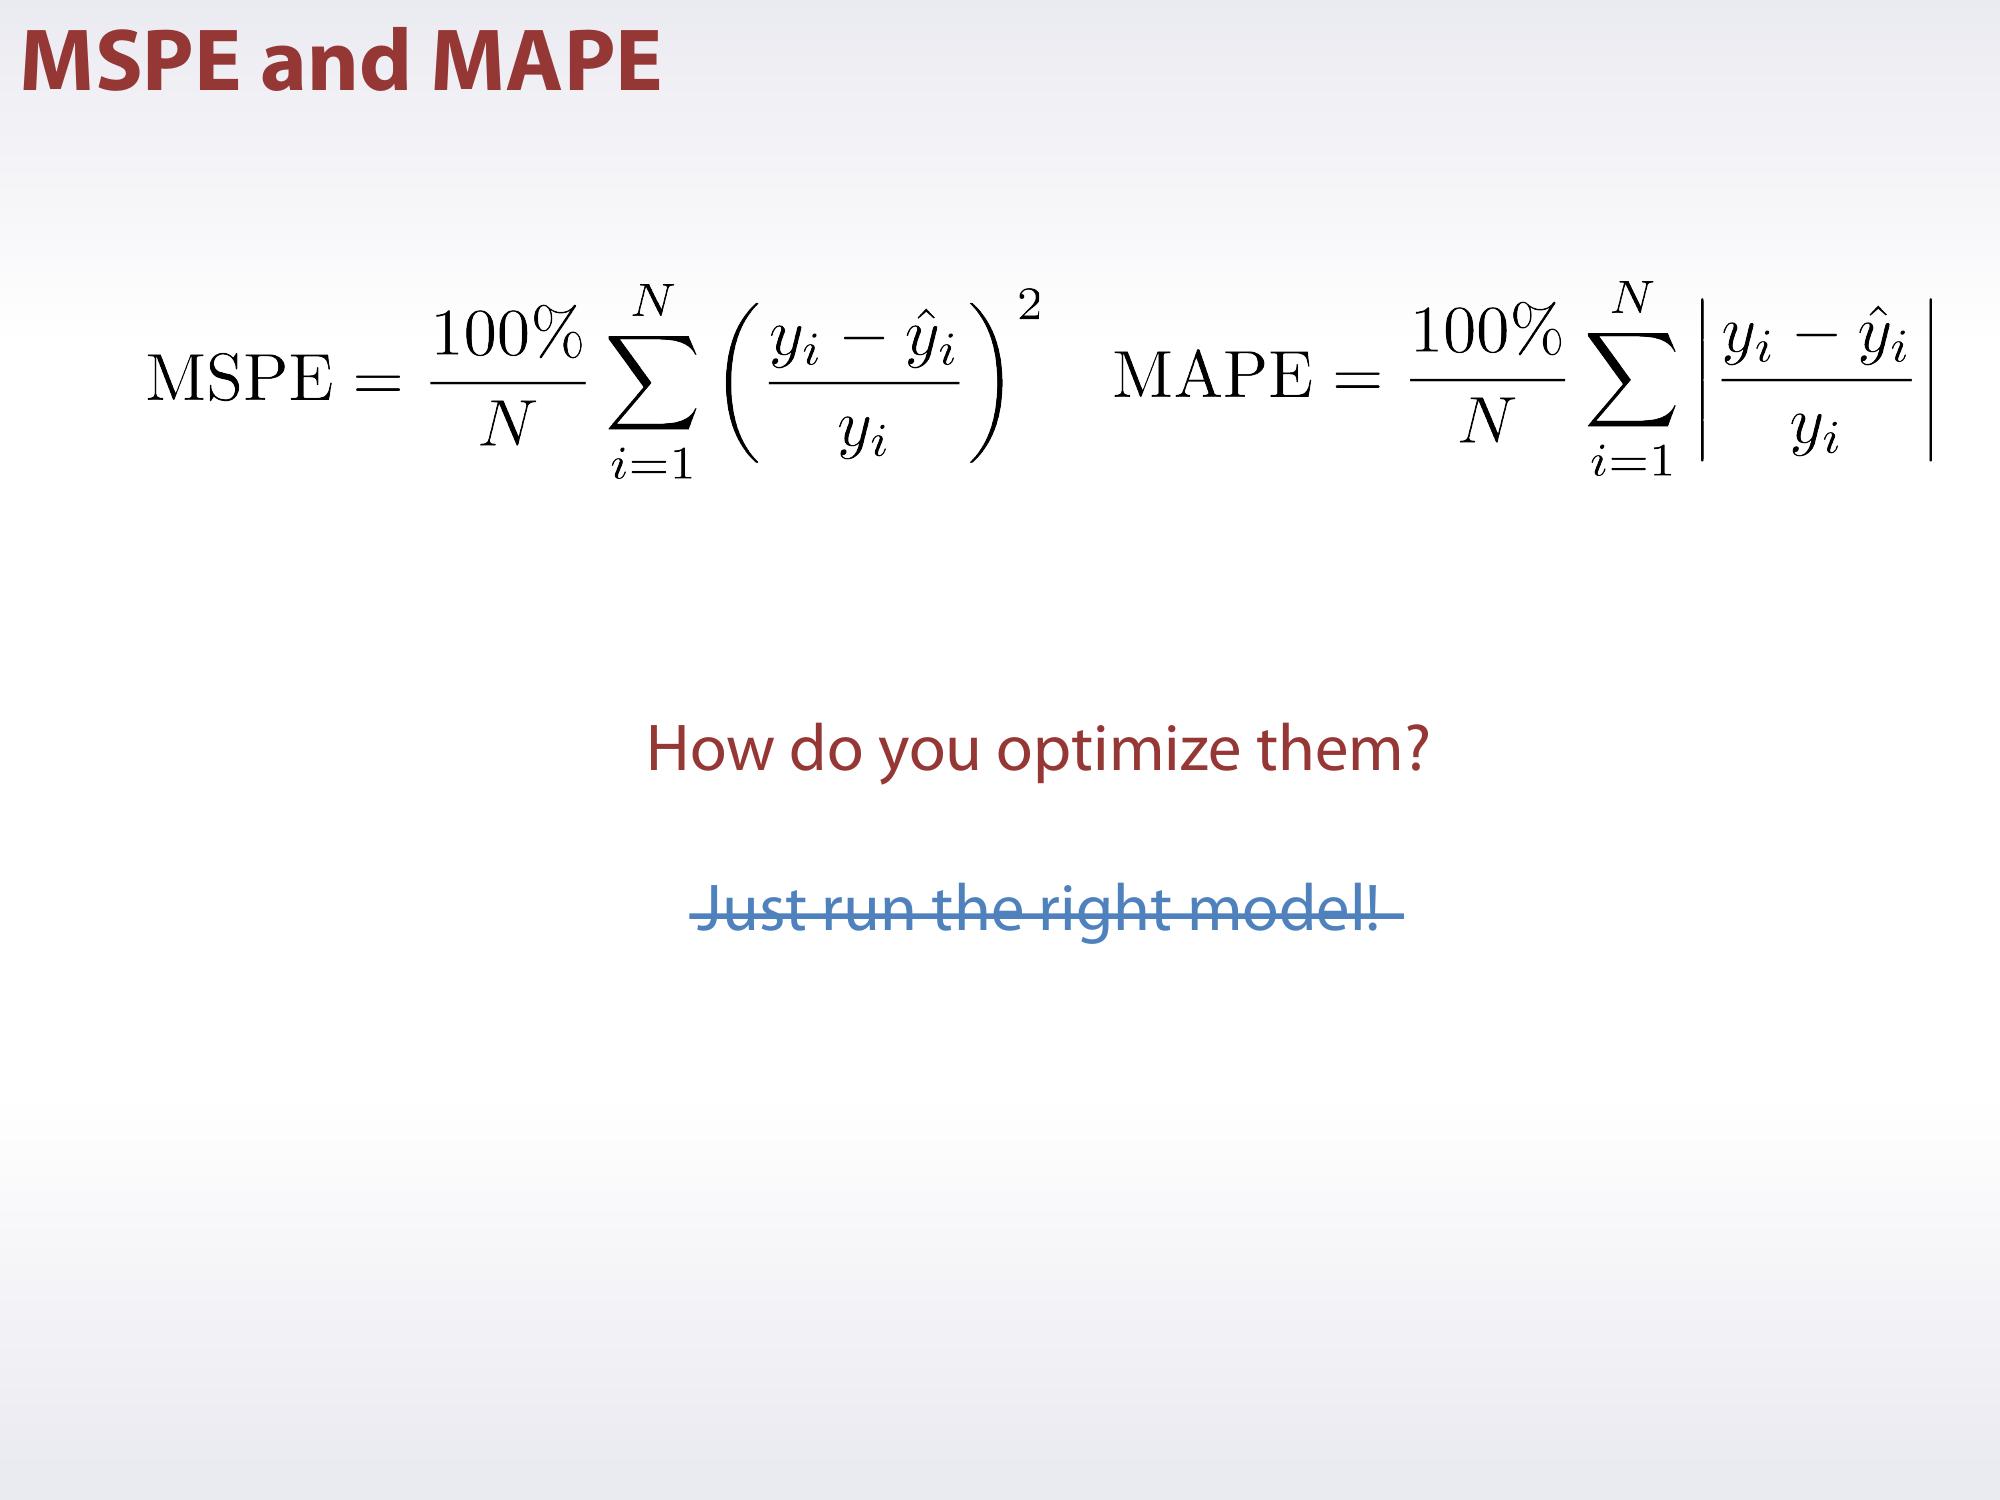 MSPE and MAPE
$\mathrm{MSPE} = \frac{100\%}{N} \sum_{i=1}^{N} \left( \frac{y_i - \hat{y}_i}{y_i} \right)^2$ $\mathrm{MAPE} = \frac{100\%}{N} \sum_{i=1}^{N} \left| \frac{y_i - \hat{y}_i}{y_i} \right|$
How do you optimize them?
Just run the right model!